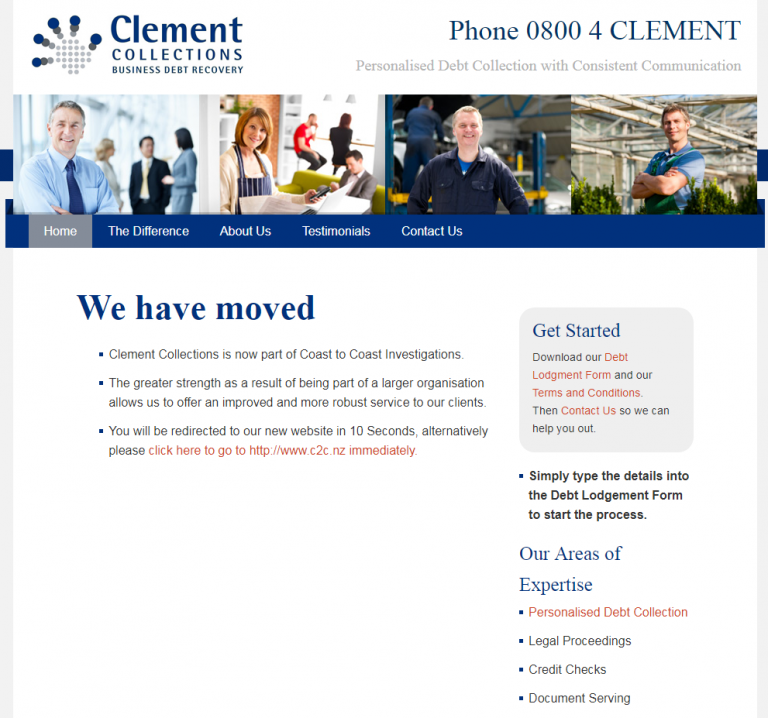 Clement
COLLECTIONS
BUSINESS DEBT RECOVERY
Phone 0800 4 CLEMENT
Personalised Debt Collection with Consistent Communication
Home
The Difference
About Us
Testimonials
Contact Us
We have moved
Clement Collections is now part of Coast to Coast Investigations.
The greater strength as a result of being part of a larger organisation
allows us to offer an improved and more robust service to our clients.
You will be redirected to our new website in 10 Seconds, alternatively
please click here to go to http://www.c2c.nz immediately.
Get Started
Download our Debt
Lodgment Form and our
Terms and Conditions.
Then Contact Us so we can
help you out.
Simply type the details into
the Debt Lodgement Form
to start the process.
Our Areas of
Expertise
Personalised Debt Collection
Legal Proceedings
Credit Checks
Document Serving